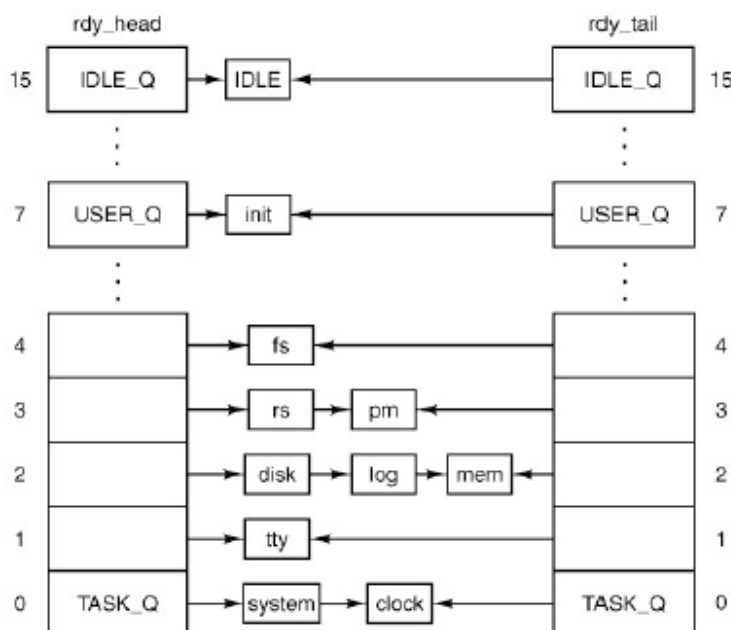 rdy_head rdy_tail
15 IDLE_Q IDLE IDLE_Q 15
7 USER_Q init USER_Q 7
4 fs 4
3 rs pm 3
2 disk log mem 2
1 tty 1
0 TASK_Q system clock TASK_Q 0